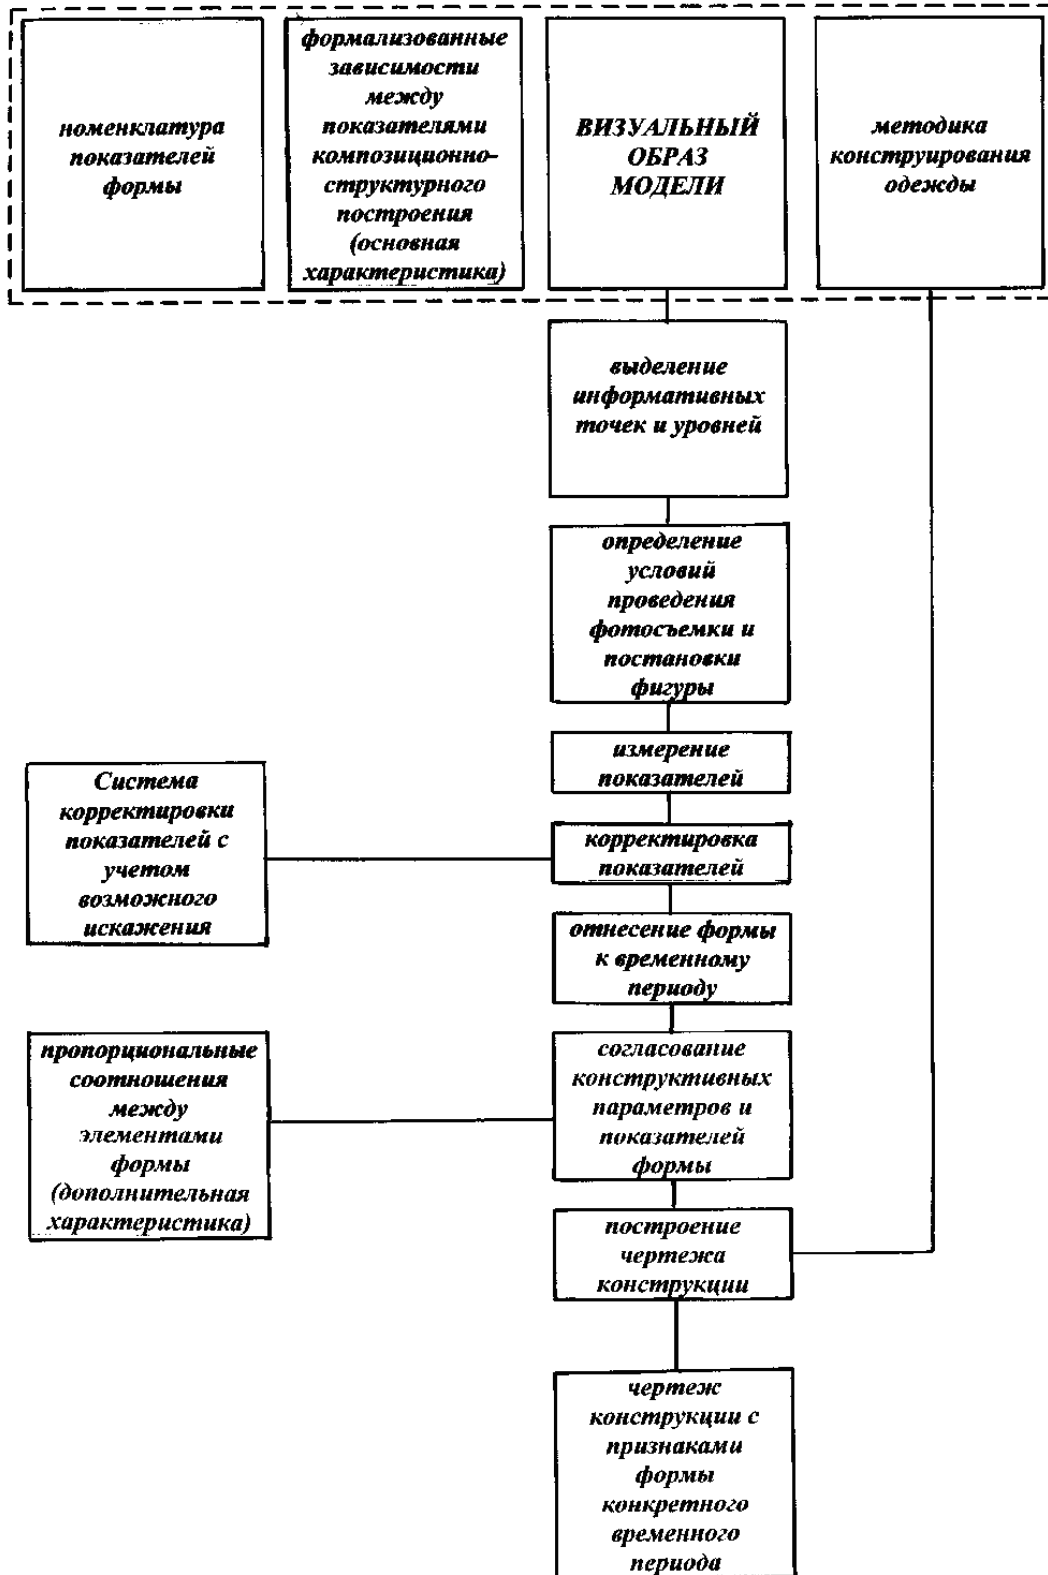 номенклатура
показателей
формы
формализованные
зависимости
между
показателями
композиционно-
структурного
построения
(основная
характеристика)
ВИЗУАЛЬНЫЙ
ОБРАЗ
МОДЕЛИ
методика
конструирования
одежды
выделение
информативных
точек и уровней
определение
условий
проведения
фотосъемки и
постановки
фигуры
измерение
показателей
Система
корректировки
показателей с
учетом
возможного
искажения
корректировка
показателей
отнесение формы
к временному
периоду
пропорциональные
соотношения
между
элементами
формы
(дополнительная
характеристика)
согласование
конструктивных
параметров и
показателей
формы
построение
чертежа
конструкции
чертеж
конструкции с
признаками
формы
конкретного
временного
периода